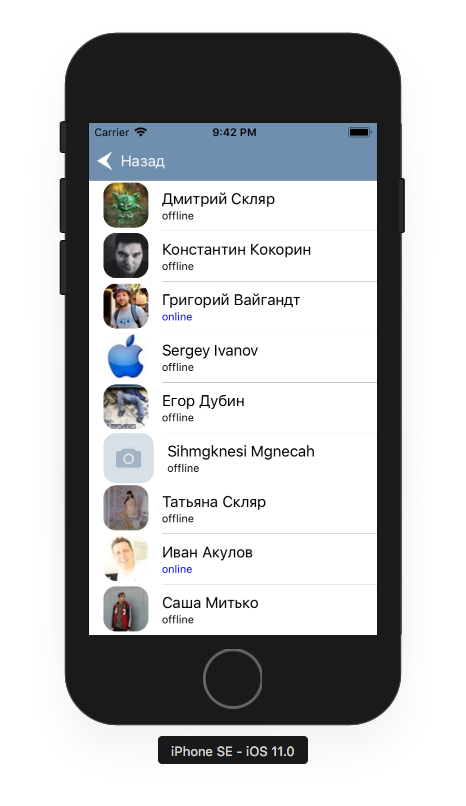 Carrier 9:42 PM
Назад
Дмитрий Скляр
offline
Константин Кокорин
offline
Григорий Вайгандт
online
Sergey Ivanov
offline
Егор Дубин
offline
Sihmgknesi Mgnecah
offline
Татьяна Скляр
offline
Иван Акулов
online
Саша Митько
offline
iPhone SE - iOS 11.0